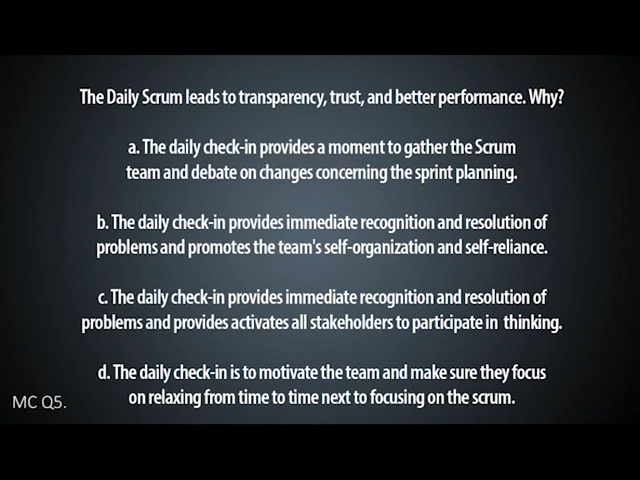 The Daily Scrum leads to transparency, trust, and better performance. Why?
a. The daily check-in provides a moment to gather the Scrum
team and debate on changes concerning the sprint planning.
b. The daily check-in provides immediate recognition and resolution of
problems and promotes the team's self-organization and self-reliance.
c. The daily check-in provides immediate recognition and resolution of
problems and provides activates all stakeholders to participate in thinking.
d. The daily check-in is to motivate the team and make sure they focus
on relaxing from time to time next to focusing on the scrum.
MC Q5.